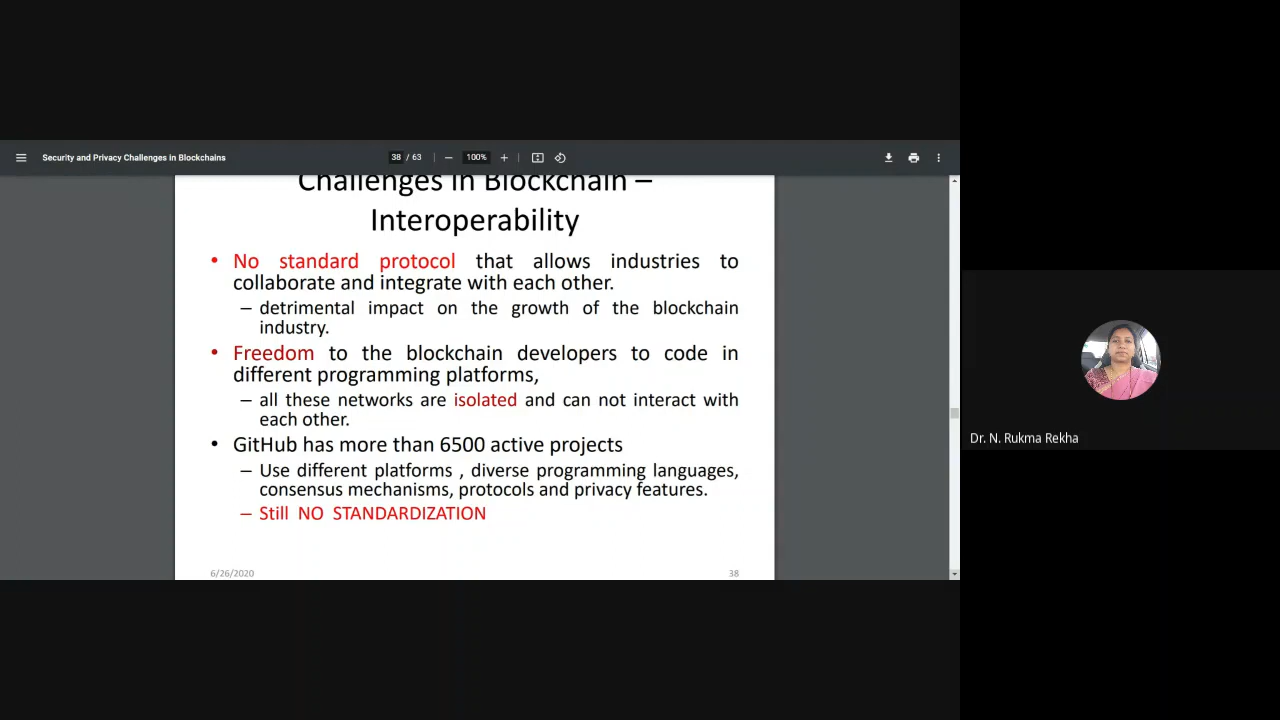 Security and Privacy Challenges in Blockchains
38 / 63
100%
Challenges in Blockchain –
Interoperability
• No standard protocol that allows industries to
collaborate and integrate with each other.
– detrimental impact on the growth of the blockchain
industry.
• Freedom to the blockchain developers to code in
different programming platforms,
– all these networks are isolated and can not interact with
each other.
• GitHub has more than 6500 active projects
– Use different platforms , diverse programming languages,
consensus mechanisms, protocols and privacy features.
– Still NO STANDARDIZATION
6/26/2020
38
Dr. N. Rukma Rekha